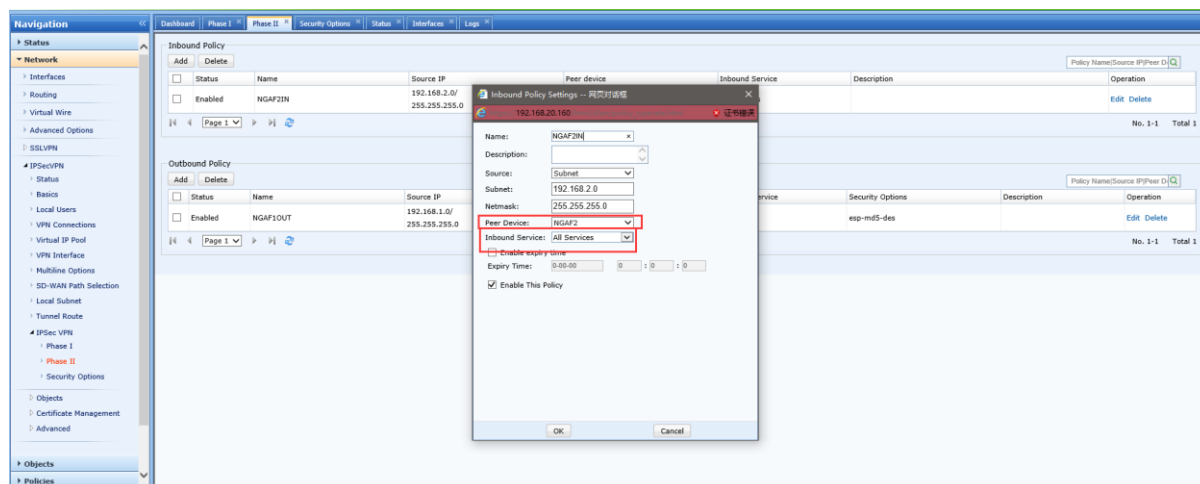 Navigation
Dashboard Phase I Phase II Security Options Status Interfaces Logs
Status
Network
Interfaces
Routing
Virtual Wire
Advanced Options
SSLVPN
IPSecVPN
Status
Basics
Local Users
VPN Connections
Virtual IP Pool
VPN Interface
Multiline Options
SD-WAN Path Selection
Local Subnet
Tunnel Route
IPSec VPN
Phase I
Phase II
Security Options
Objects
Certificate Management
Advanced
Objects
Policies
Inbound Policy
Add Delete
Policy Name|Source IP|Peer D
Status Name Source IP Peer device Inbound Service Description Operation
Enabled NGAF2IN 192.168.2.0/ Edit Delete
255.255.255.0
Page 1 No. 1-1 Total 1
Outbound Policy
Add Delete
Policy Name|Source IP|Peer D
Status Name Source IP ervice Security Options Description Operation
Enabled NGAF1OUT 192.168.1.0/ esp-md5-des Edit Delete
255.255.255.0
Page 1 No. 1-1 Total 1
Inbound Policy Settings -- 网页对话框
192.168.20.160 证书错误
Name: NGAF2IN
Description:
Source: Subnet
Subnet: 192.168.2.0
Netmask: 255.255.255.0
Peer Device: NGAF2
Inbound Service: All Services
Enable expiry time
Expiry Time: 0-00-00 0 : 0 : 0
Enable This Policy
OK Cancel